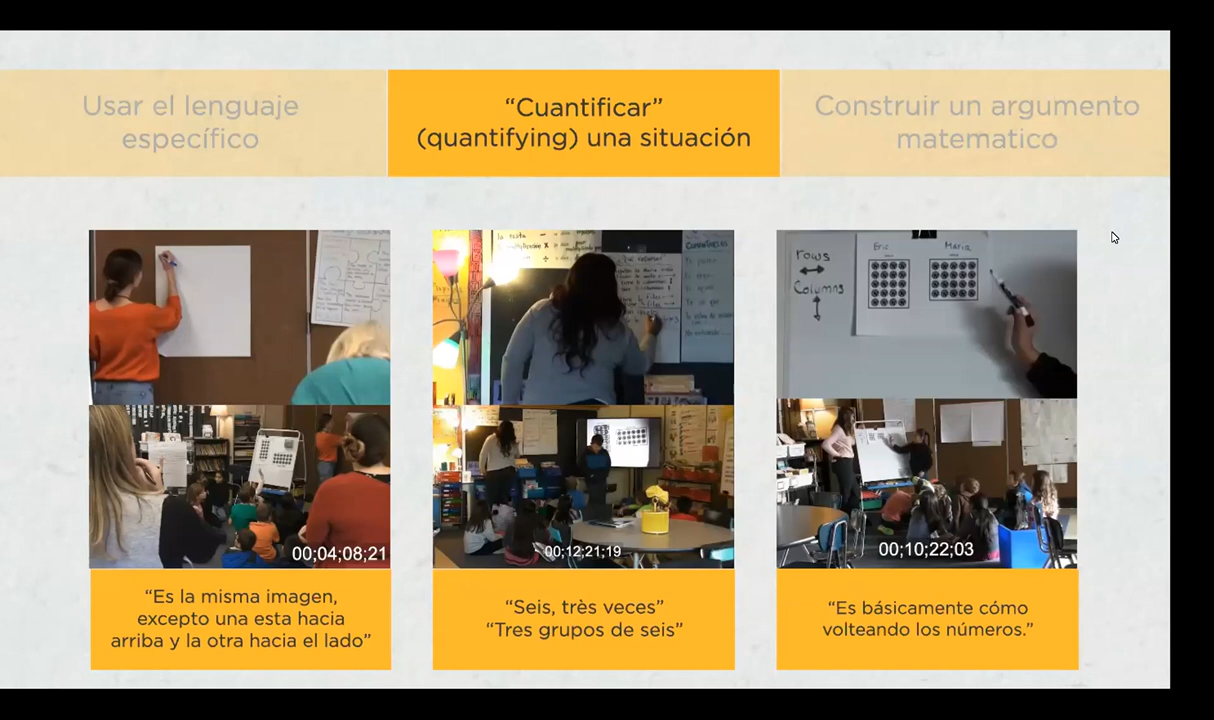 Usar el lenguaje
específico
“Cuantificar”
(quantifying) una situación
Construir un argumento
matematico
la resta
rows
Columns
Eric
Maria
00;04;08;21
00;12;21;19
00;10;22;03
“Es la misma imagen,
excepto una esta hacia
arriba y la otra hacia el lado”
“Seis, très veces”
“Tres grupos de seis”
“Es básicamente cómo
volteando los números.”